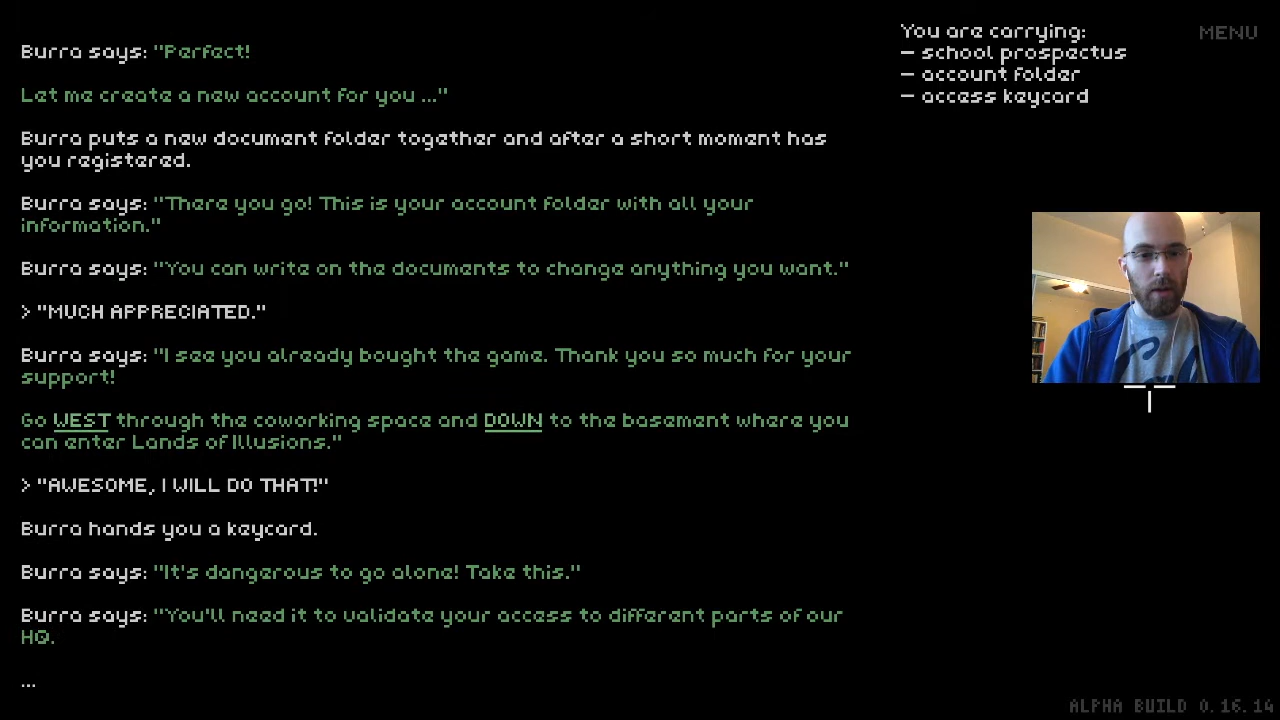 Burra says: "Perfect!
Let me create a new account for you ..."
Burra puts a new document folder together and after a short moment has
you registered.
Burra says: "There you go! This is your account folder with all your
information."
Burra says: "You can write on the documents to change anything you want."
> "MUCH APPRECIATED."
Burra says: "I see you already bought the game. Thank you so much for your
support!
Go WEST through the coworking space and DOWN to the basement where you
can enter Lands of Illusions."
> "AWESOME, I WILL DO THAT!"
Burra hands you a keycard.
Burra says: "It's dangerous to go alone! Take this."
Burra says: "You'll need it to validate your access to different parts of our
HQ.
...
You are carrying:
– school prospectus
– account folder
– access keycard
MENU
ALPHA BUILD 0.16.14